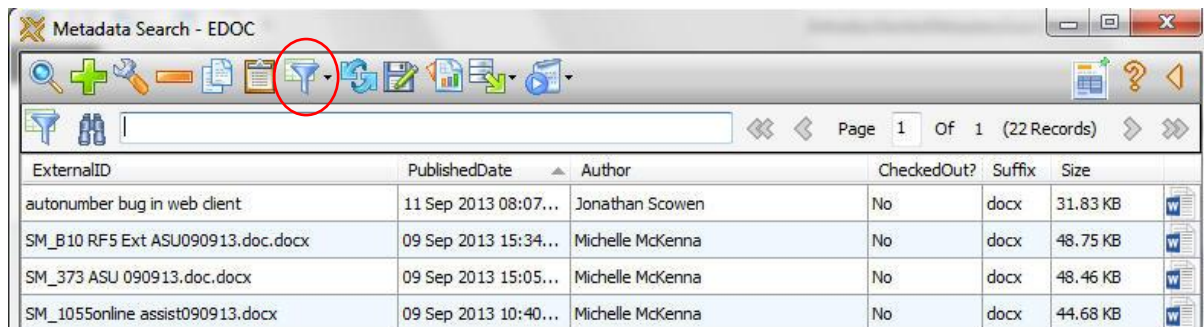 Metadata Search - EDOC
Page 1 Of 1 (22 Records)
ExternalID PublishedDate Author CheckedOut? Suffix Size
autonumber bug in web client 11 Sep 2013 08:07... Jonathan Scowen No docx 31.83 KB
SM_B10 RF5 Ext ASU090913.doc.docx 09 Sep 2013 15:34... Michelle McKenna No docx 48.75 KB
SM_373 ASU 090913.doc.docx 09 Sep 2013 15:05... Michelle McKenna No docx 48.46 KB
SM_1055online assist090913.docx 09 Sep 2013 10:40... Michelle McKenna No docx 44.68 KB